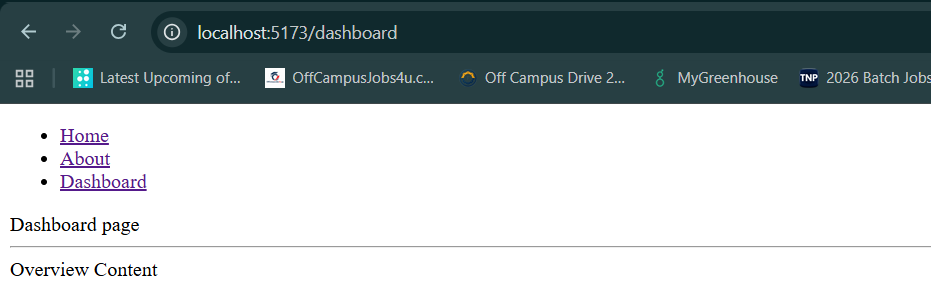 localhost:5173/dashboard
Latest Upcoming of... OffCampusJobs4u.c... Off Campus Drive 2... MyGreenhouse TNP 2026 Batch Jobs
Home
About
Dashboard
Dashboard page
Overview Content